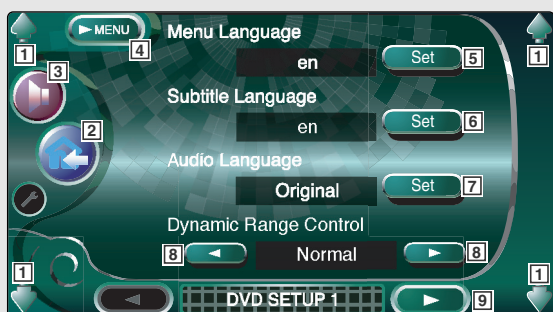 1
► MENU
4
Menu Language
1
3
en
Set
5
Subtitle Language
2
en
Set
6
Audio Language
Original
Set
7
Dynamic Range Control
8
◄
Normal
►
8
1
1
◄
DVD SETUP 1
►
9